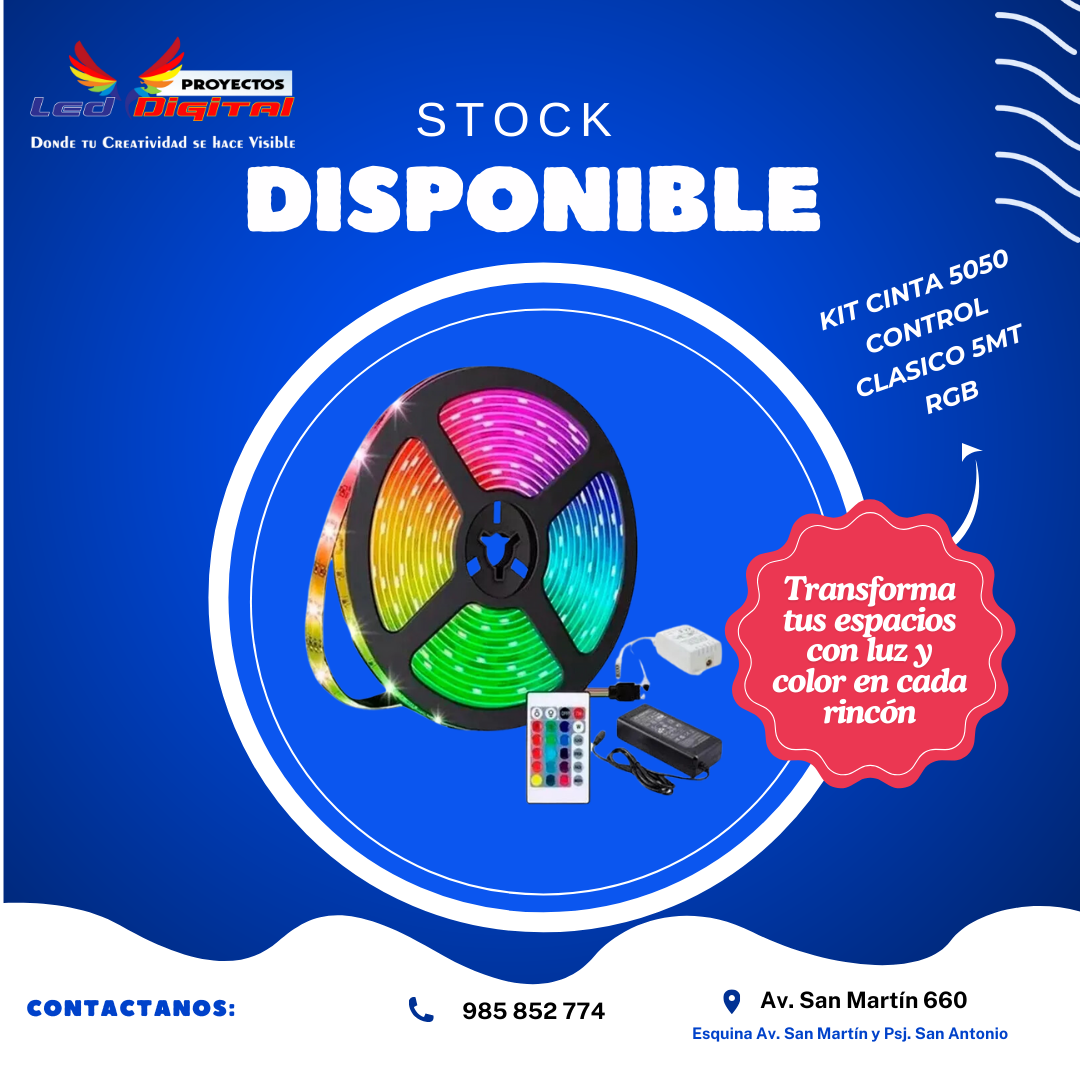 PROYECTOS
Led Digital
Donde tu Creatividad se hace Visible
STOCK
DISPONIBLE
KIT CINTA 5050
CONTROL
CLASICO 5MT
RGB
Transforma
tus espacios
con luz y
color en cada
rincón
CONTACTANOS:
985 852 774
Av. San Martín 660
Esquina Av. San Martín y Psj. San Antonio